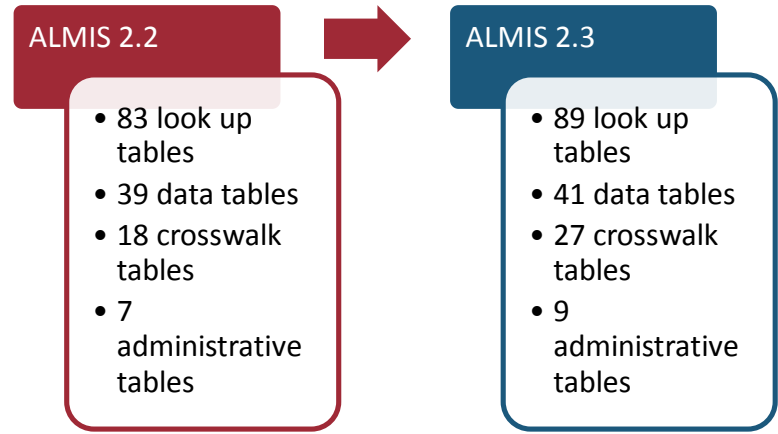 ALMIS 2.2
• 83 look up
tables
• 39 data tables
• 18 crosswalk
tables
• 7
administrative
tables
ALMIS 2.3
• 89 look up
tables
• 41 data tables
• 27 crosswalk
tables
• 9
administrative
tables